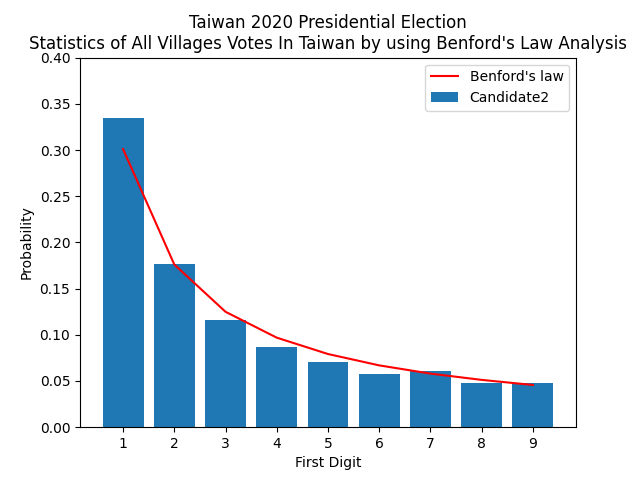 Taiwan 2020 Presidential Election
Statistics of All Villages Votes In Taiwan by using Benford's Law Analysis
Benford's law
Candidate2
Probability
0.40
0.35
0.30
0.25
0.20
0.15
0.10
0.05
0.00
1 2 3 4 5 6 7 8 9
First Digit